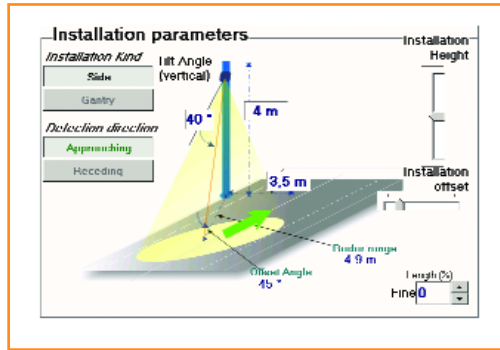 Installation parameters
Installation Kind
Side
Gantry
Detection direction
Approaching
Receding
Tilt Angle
(vertical)
40 °
4 m
3,5 m
Installation
Height
Installation
offset
Radar range
4.9 m
Offset Angle
45 °
Length (%)
Fine 0